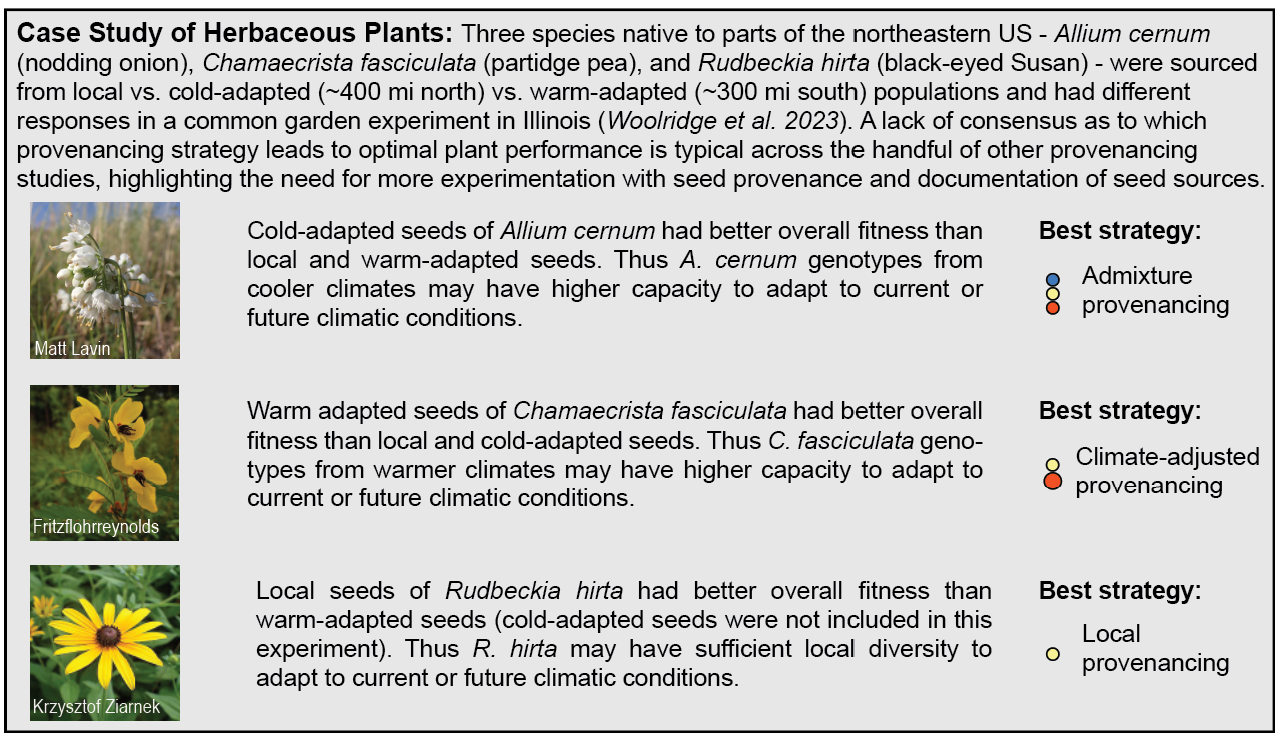 Case Study of Herbaceous Plants: Three species native to parts of the northeastern US - Allium cernum
(nodding onion), Chamaecrista fasciculata (partidge pea), and Rudbeckia hirta (black-eyed Susan) - were sourced
from local vs. cold-adapted (~400 mi north) vs. warm-adapted (~300 mi south) populations and had different
responses in a common garden experiment in Illinois (Woolridge et al. 2023). A lack of consensus as to which
provenancing strategy leads to optimal plant performance is typical across the handful of other provenancing
studies, highlighting the need for more experimentation with seed provenance and documentation of seed sources.
Matt Lavin
Cold-adapted seeds of Allium cernum had better overall fitness than
local and warm-adapted seeds. Thus A. cernum genotypes from
cooler climates may have higher capacity to adapt to current or
future climatic conditions.
Best strategy:
Admixture
provenancing
Fritzflohrreynolds
Warm adapted seeds of Chamaecrista fasciculata had better overall
fitness than local and cold-adapted seeds. Thus C. fasciculata geno-
types from warmer climates may have higher capacity to adapt to
current or future climatic conditions.
Best strategy:
Climate-adjusted
provenancing
Krzysztof Ziarnek
Local seeds of Rudbeckia hirta had better overall fitness than
warm-adapted seeds (cold-adapted seeds were not included in this
experiment). Thus R. hirta may have sufficient local diversity to
adapt to current or future climatic conditions.
Best strategy:
Local
provenancing